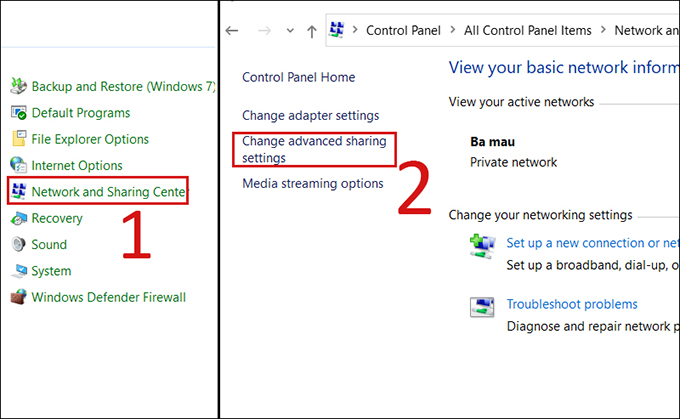 Backup and Restore (Windows 7)
Default Programs
File Explorer Options
Internet Options
Network and Sharing Center
Recovery
Sound
System
Windows Defender Firewall
1
Control Panel > All Control Panel Items > Network an
Control Panel Home
Change adapter settings
Change advanced sharing
settings
Media streaming options
2
View your basic network inform
View your active networks
Ba mau
Private network
Change your networking settings
Set up a new connection or net
Set up a broadband, dial-up, o
Troubleshoot problems
Diagnose and repair network p